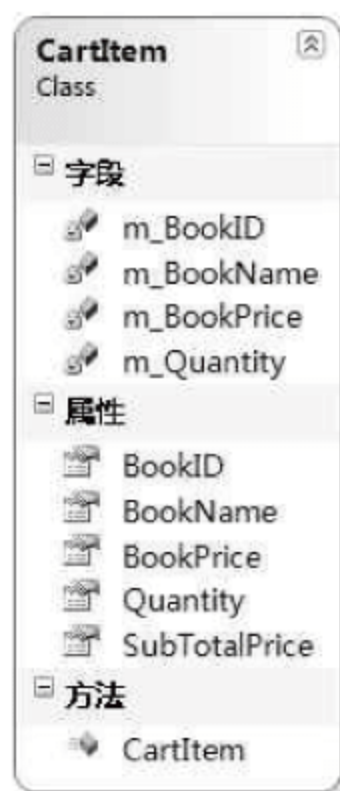 CartItem
Class
字段
m_BookID
m_BookName
m_BookPrice
m_Quantity
属性
BookID
BookName
BookPrice
Quantity
SubTotalPrice
方法
CartItem